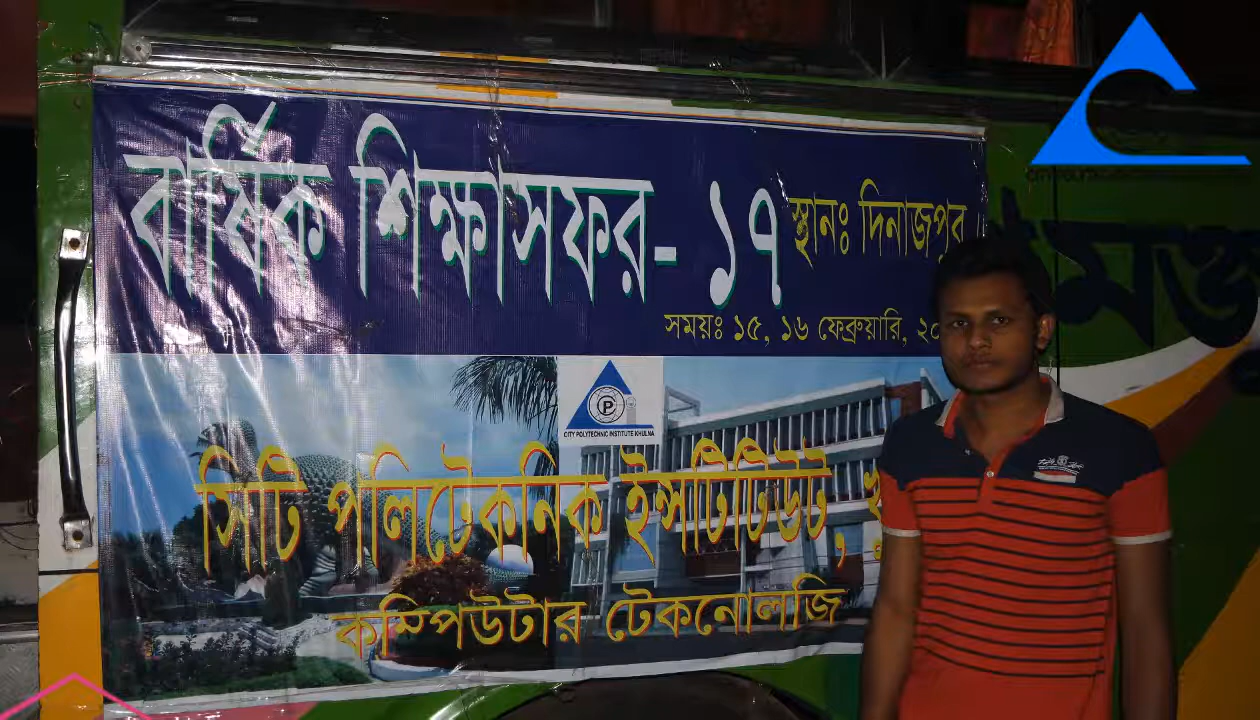 বার্ষিক শিক্ষাসফর- ১৭
স্থানঃ দিনাজপুর
সময়ঃ ১৫, ১৬ ফেব্রুয়ারি,
CITY POLYTECHNIC INSTITUTE KHULNA
সিটি পলিটেকনিক ইন্সটিটিউট,
কম্পিউটার টেকনোলজি